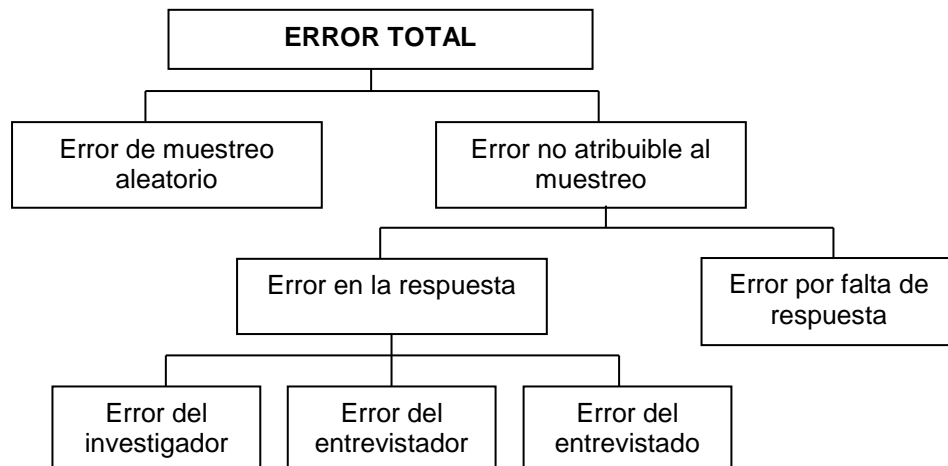 ERROR TOTAL
Error de muestreo
aleatorio
Error no atribuible al
muestreo
Error en la respuesta
Error por falta de
respuesta
Error del
investigador
Error del
entrevistador
Error del
entrevistado